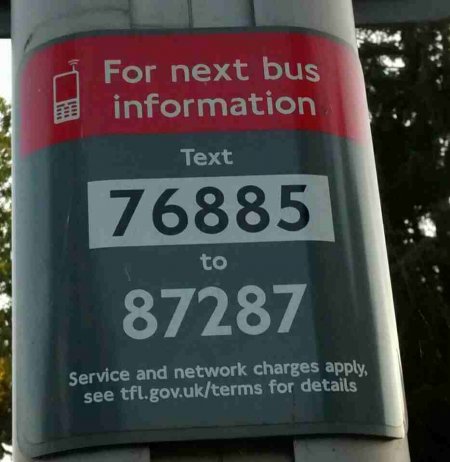 For next bus
information
Text
76885
to
87287
Service and network charges apply,
see tfl.gov.uk/terms for details